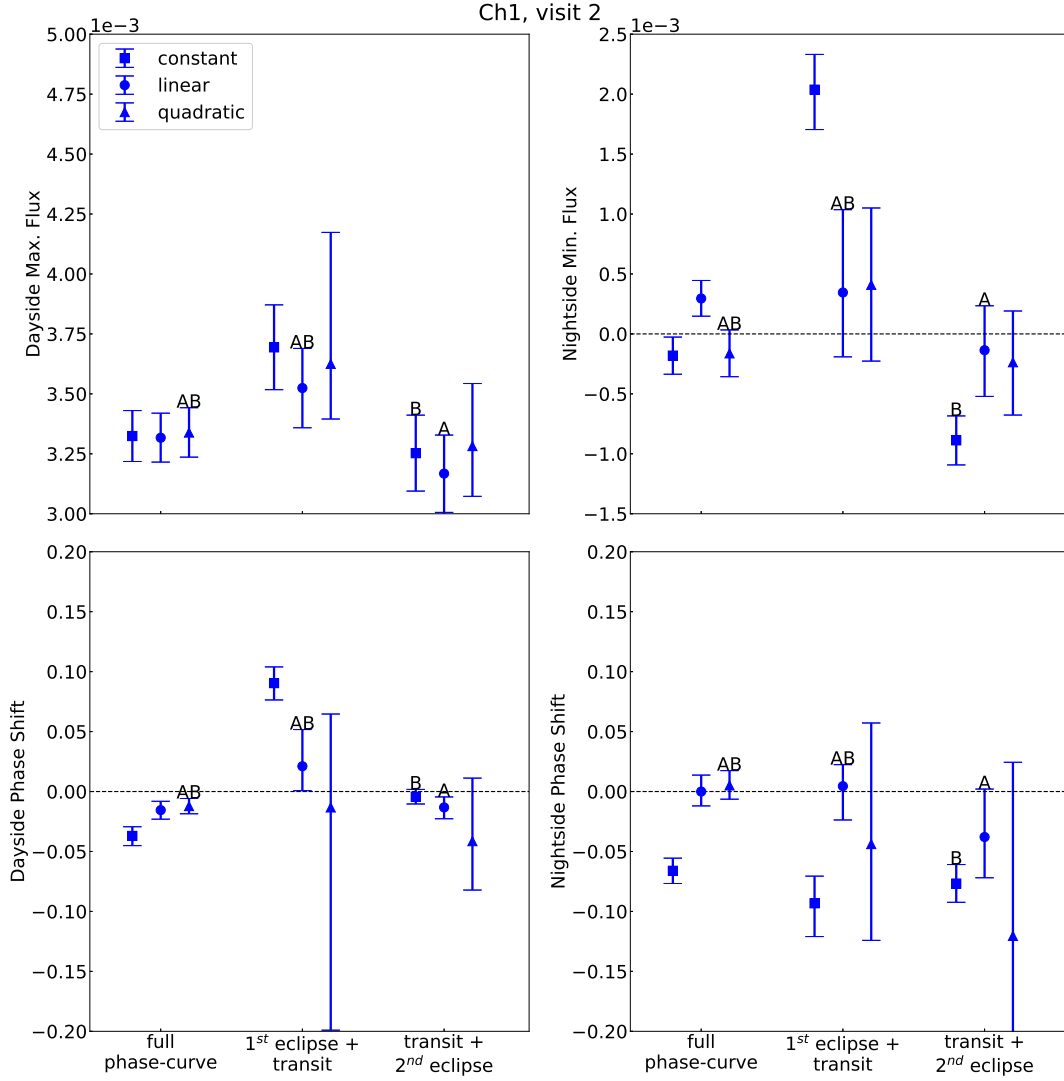 Ch1, visit 2
1e−3
5.00
4.75
4.50
4.25
4.00
3.75
3.50
3.25
3.00
Dayside Max. Flux
constant
linear
quadratic
AB
AB
B
A
1e−3
2.5
2.0
1.5
1.0
0.5
0.0
−0.5
−1.0
−1.5
Nightside Min. Flux
AB
AB
B
A
0.20
0.15
0.10
0.05
0.00
−0.05
−0.10
−0.15
−0.20
Dayside Phase Shift
AB
AB
B
A
full
phase-curve
1st eclipse +
transit
transit +
2nd eclipse
0.20
0.15
0.10
0.05
0.00
−0.05
−0.10
−0.15
−0.20
Nightside Phase Shift
AB
AB
B
A
full
phase-curve
1st eclipse +
transit
transit +
2nd eclipse